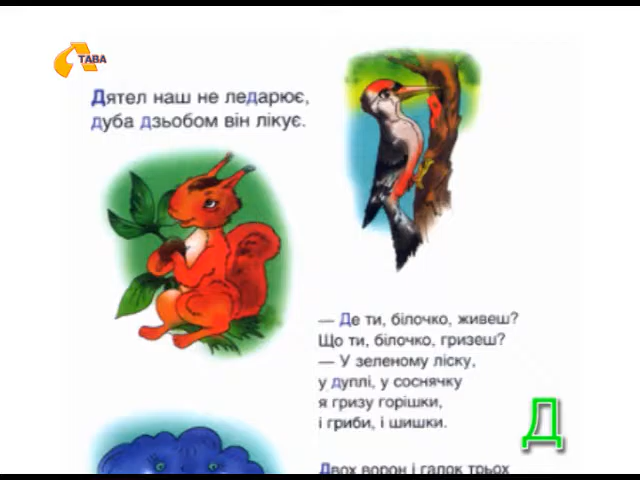 ТАВА
Дятел наш не ледарює,
дуба дзьобом він лікує.
— Де ти, білочко, живеш?
Що ти, білочко, гризеш?
— У зеленому ліску,
у дуплі, у соснячку
я гризу горішки,
і гриби, і шишки.
Д
Двох ворон і галок трьох